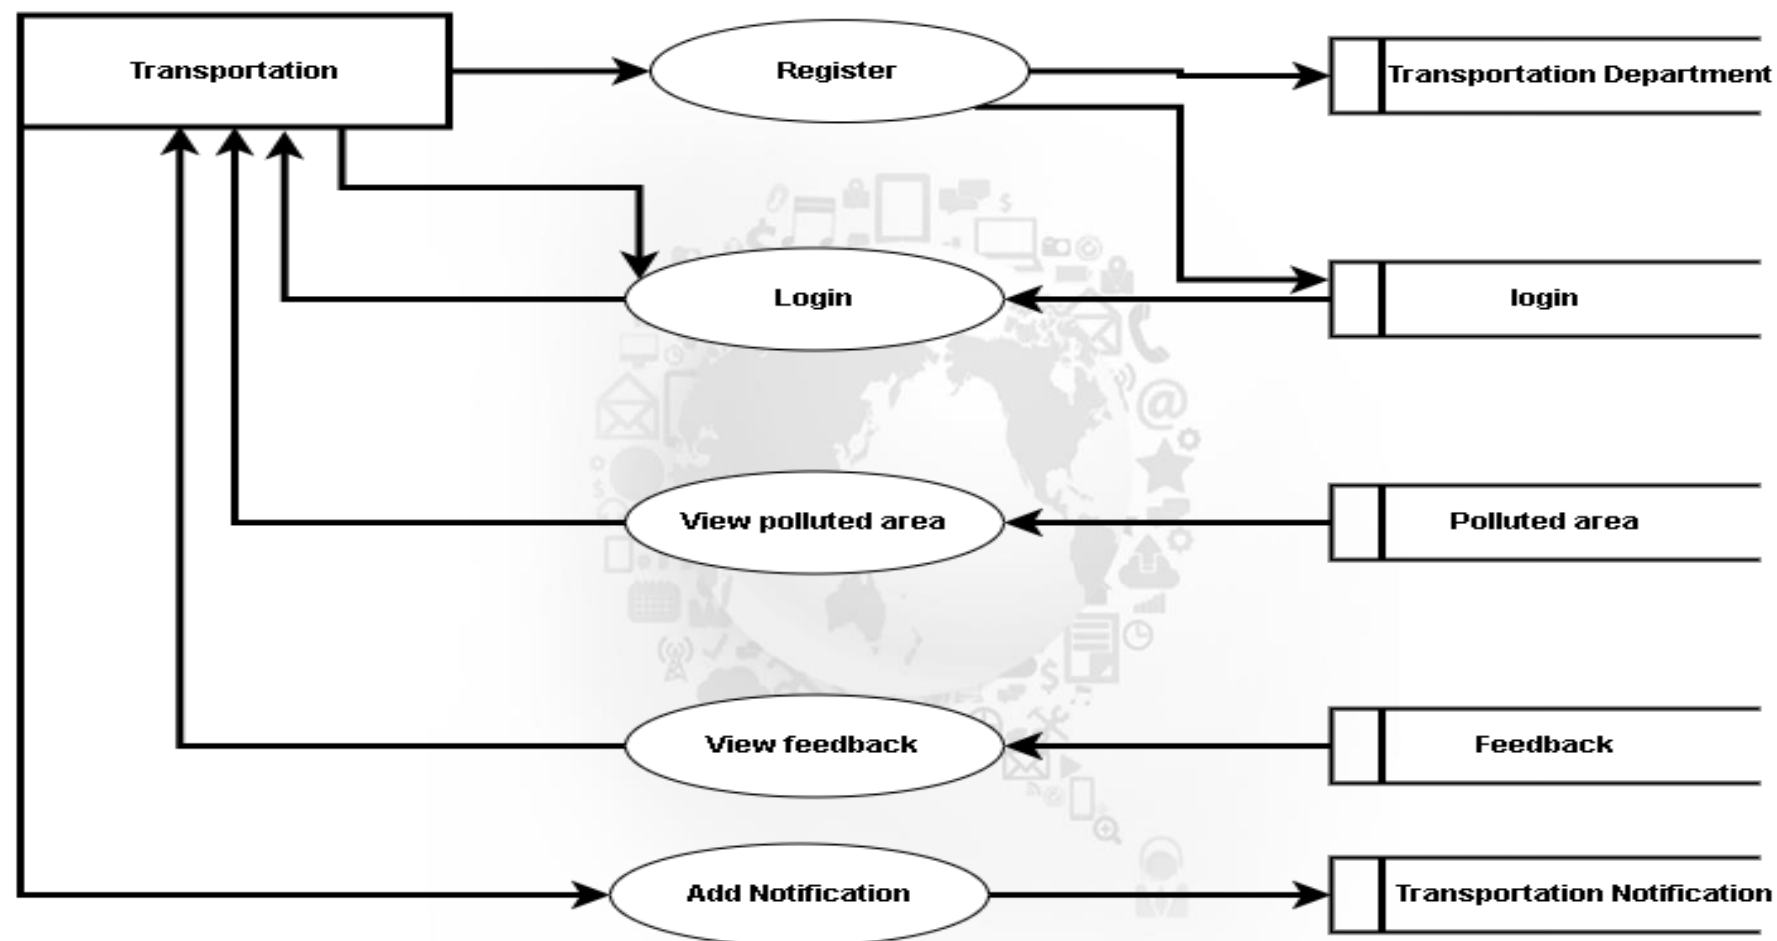 Transportation
Register
Transportation Department
Login
login
View polluted area
Polluted area
View feedback
Feedback
Add Notification
Transportation Notification